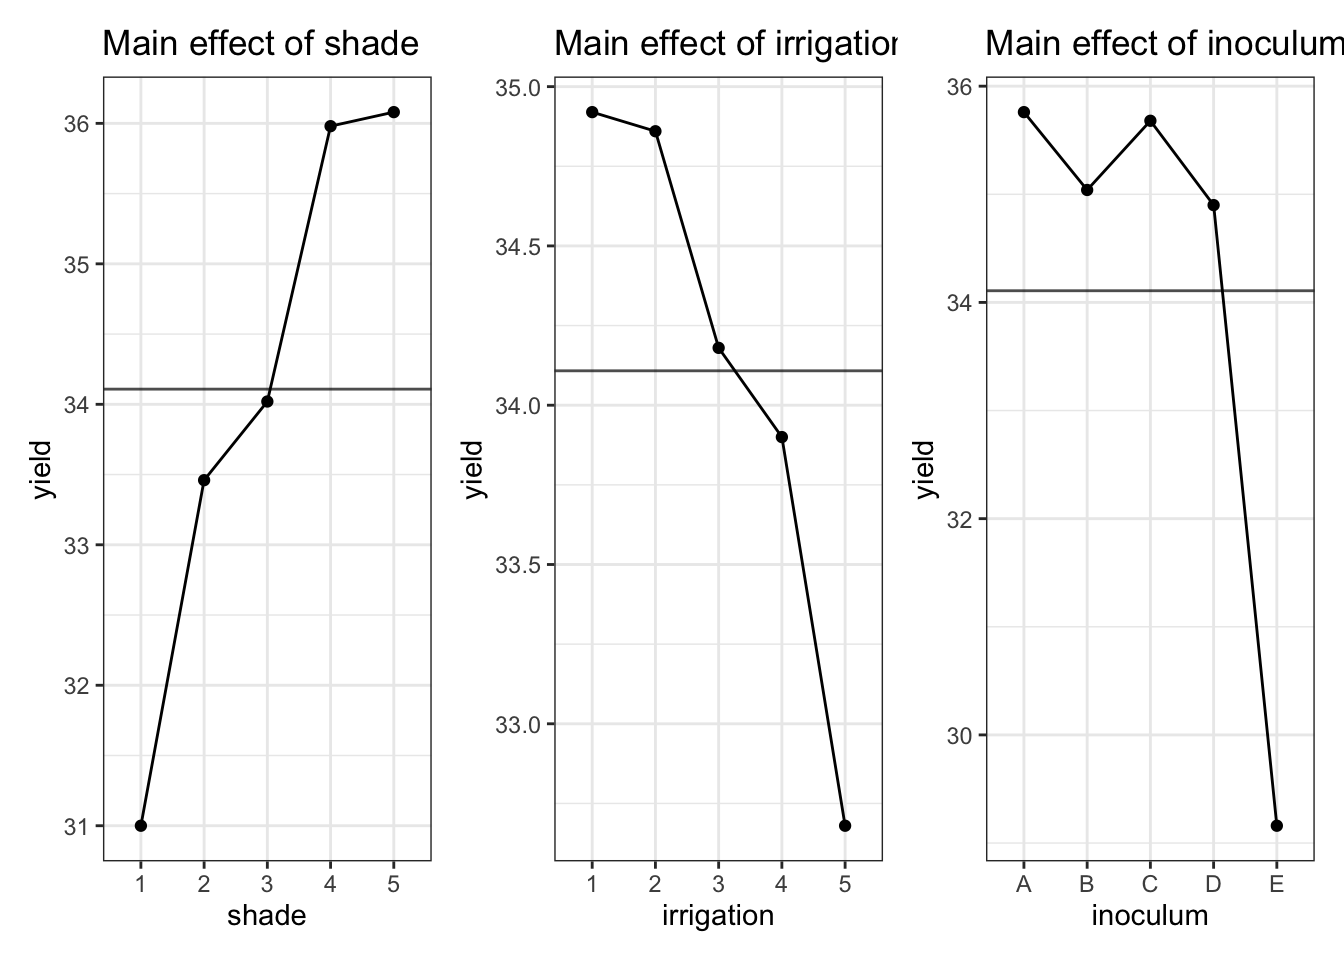 Main effect of shade
36
35
34
33
32
31
yield
1 2 3 4 5
shade
Main effect of irrigation
35.0
34.5
34.0
33.5
33.0
yield
1 2 3 4 5
irrigation
Main effect of inoculum
36
34
32
30
yield
A B C D E
inoculum